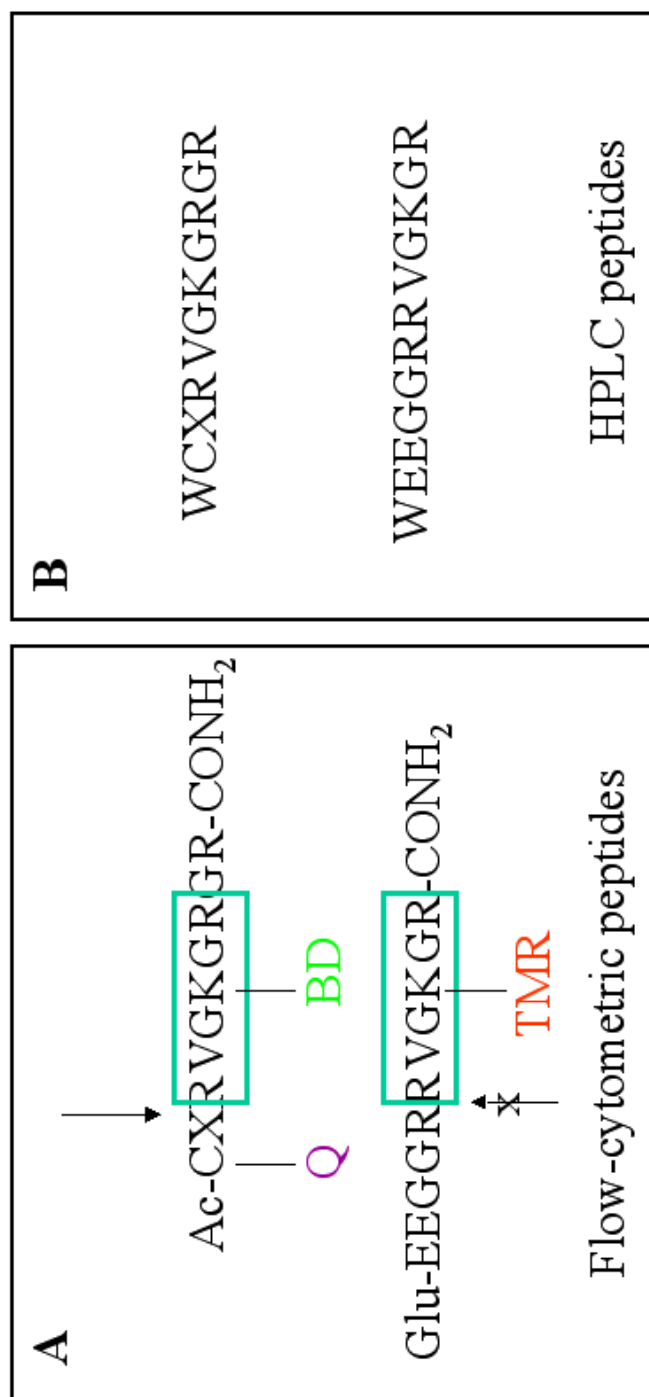 A
Ac-CXRVGKGRGR-CONH₂
Q BD
Glu-EEGGRRVGKGR-CONH₂
x TMR
Flow-cytometric peptides
B
WCXRVGKGRGR
WEEGGRRVGKGR
HPLC peptides